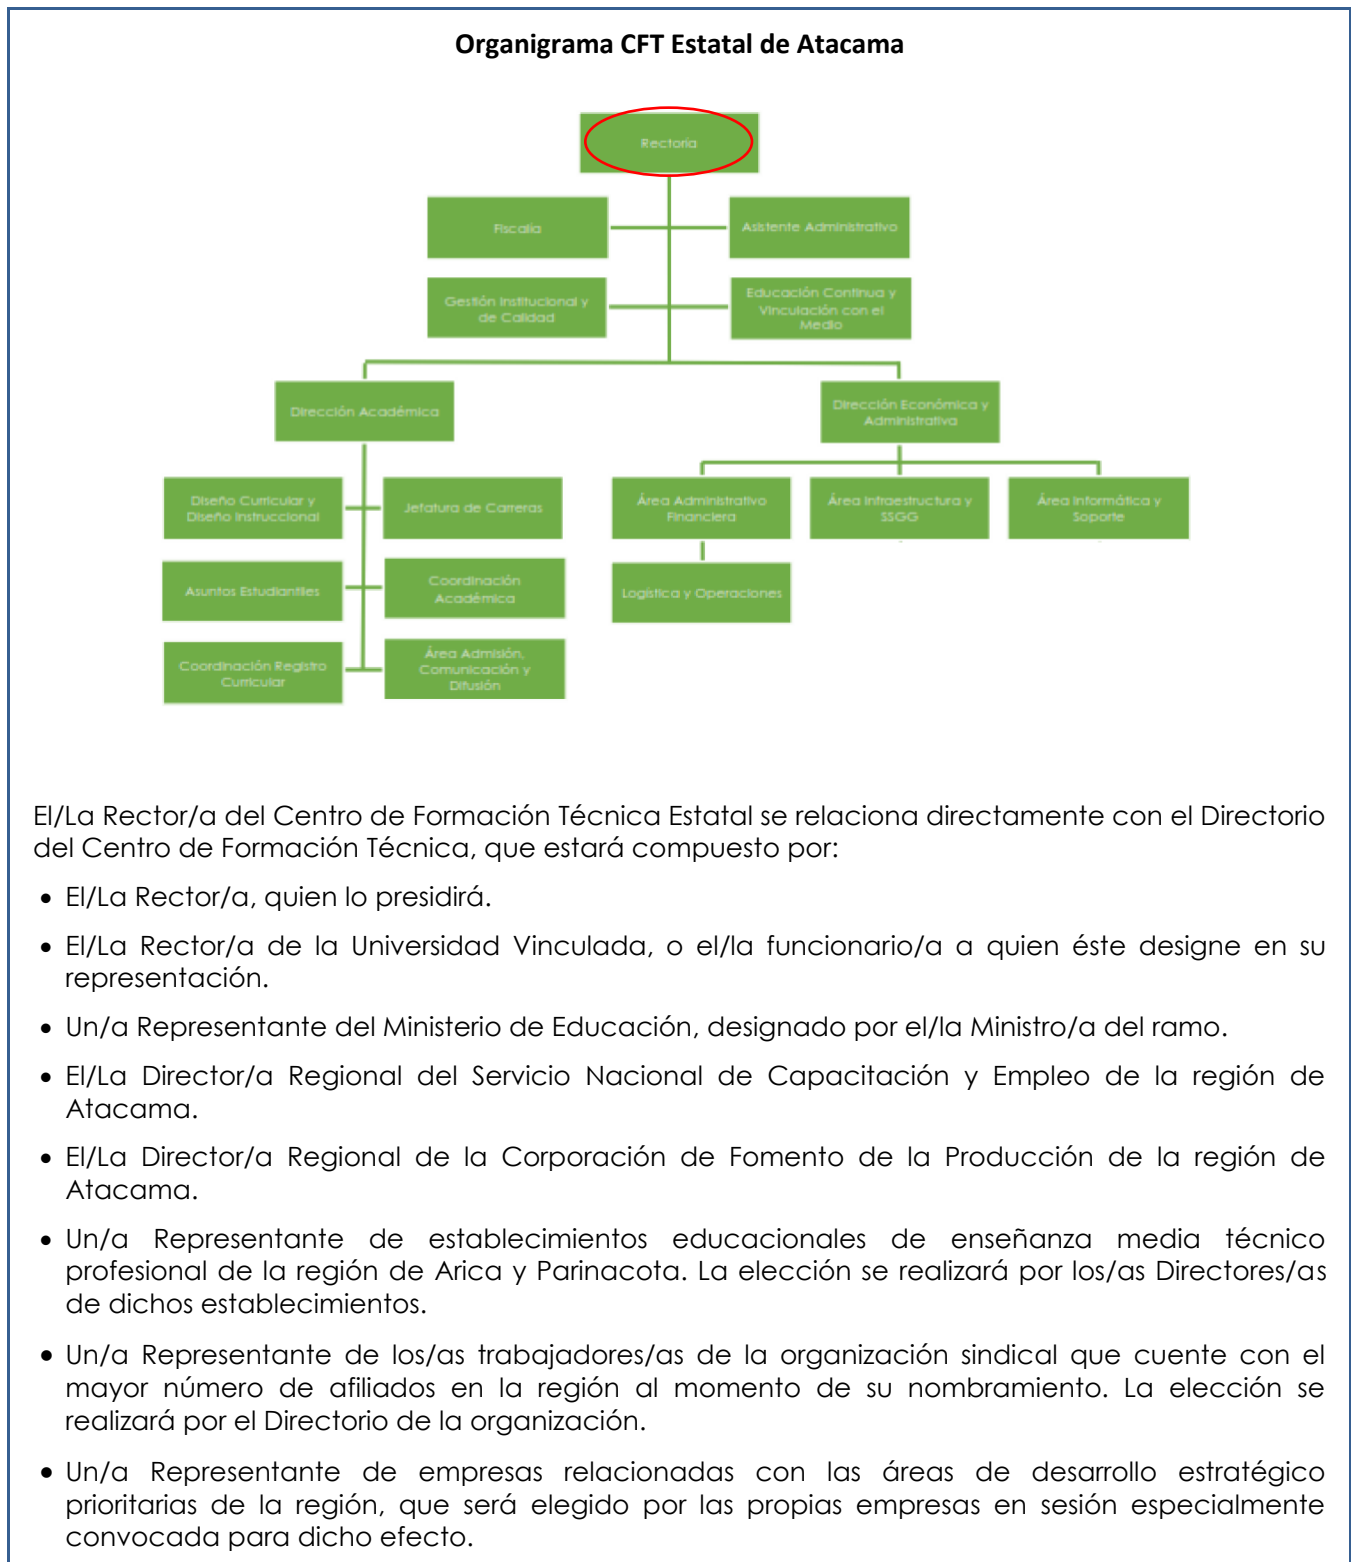 Organigrama CFT Estatal de Atacama
Rectoría
Fiscalía
Asistente Administrativo
Gestión Institucional y
de Calidad
Educación Continua y
Vinculación con el
Medio
Dirección Académica
Dirección Económica y
Administrativa
Diseño Curricular y
Diseño Instruccional
Jefatura de Carreras
Área Administrativo
Financiera
Área Infraestructura y
SSGG
Área Informática y
Soporte
Asuntos Estudiantiles
Coordinación
Académica
Logística y Operaciones
Coordinación Registro
Curricular
Área Admisión,
Comunicación y
Difusión
El/La Rector/a del Centro de Formación Técnica Estatal se relaciona directamente con el Directorio
del Centro de Formación Técnica, que estará compuesto por:
• El/La Rector/a, quien lo presidirá.
• El/La Rector/a de la Universidad Vinculada, o el/la funcionario/a a quien éste designe en su
representación.
• Un/a Representante del Ministerio de Educación, designado por el/la Ministro/a del ramo.
• El/La Director/a Regional del Servicio Nacional de Capacitación y Empleo de la región de
Atacama.
• El/La Director/a Regional de la Corporación de Fomento de la Producción de la región de
Atacama.
• Un/a Representante de establecimientos educacionales de enseñanza media técnico
profesional de la región de Arica y Parinacota. La elección se realizará por los/as Directores/as
de dichos establecimientos.
• Un/a Representante de los/as trabajadores/as de la organización sindical que cuente con el
mayor número de afiliados en la región al momento de su nombramiento. La elección se
realizará por el Directorio de la organización.
• Un/a Representante de empresas relacionadas con las áreas de desarrollo estratégico
prioritarias de la región, que será elegido por las propias empresas en sesión especialmente
convocada para dicho efecto.